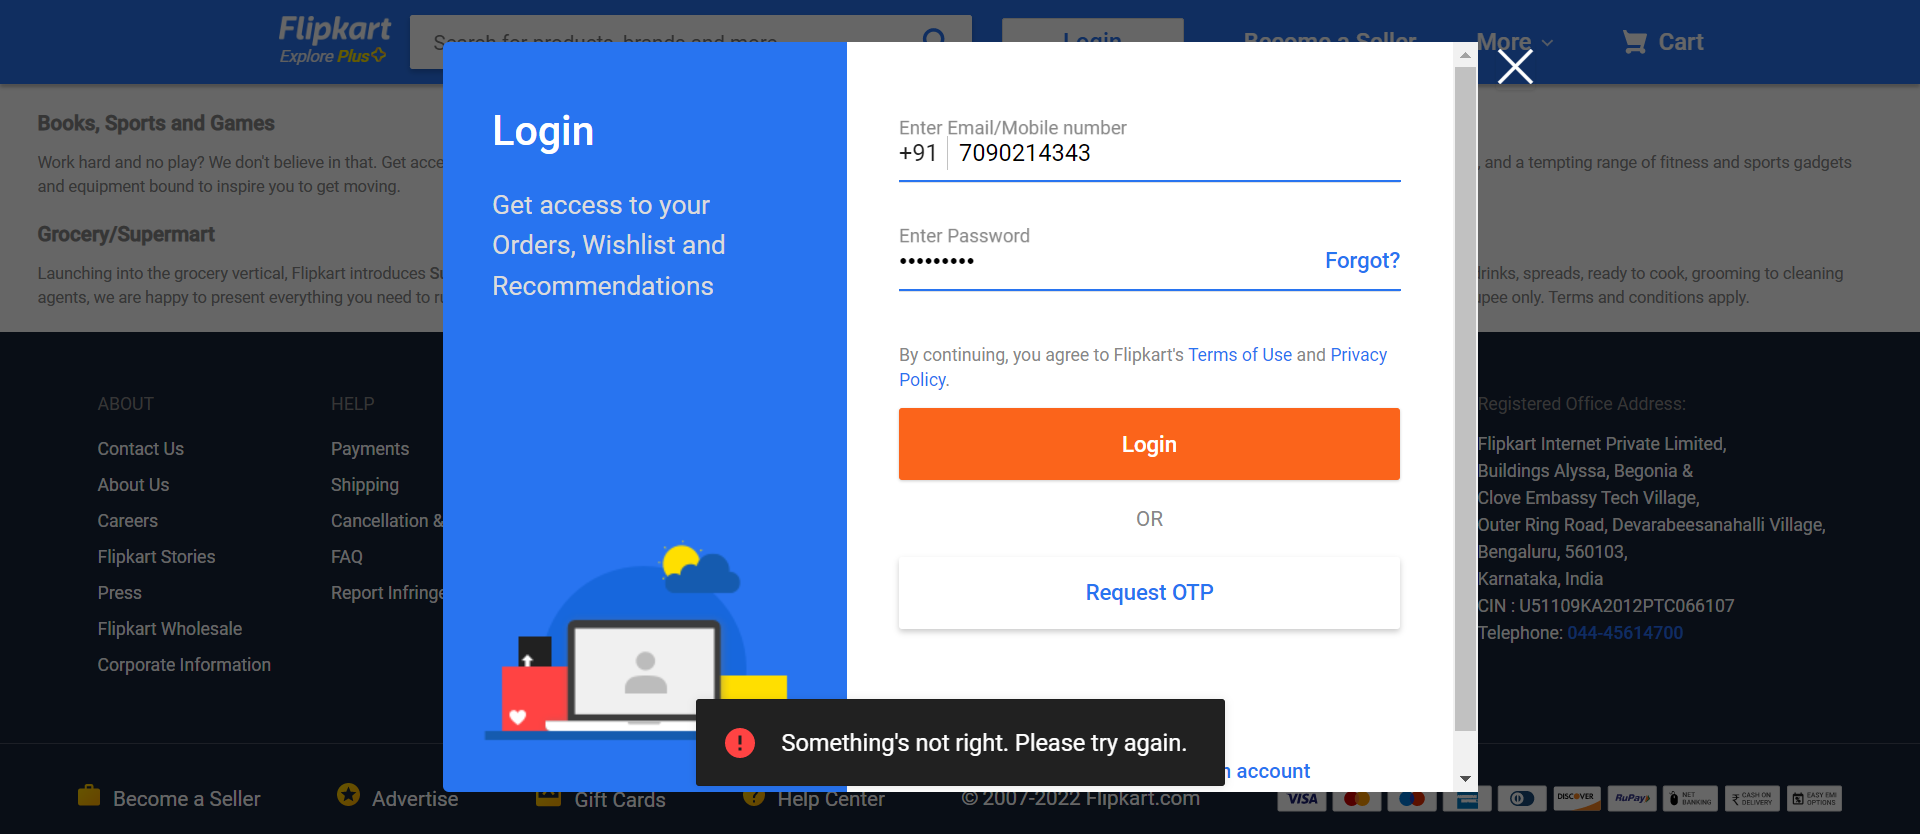 Flipkart
Explore Plus
Search for products, brands and more
Login
Become a Seller
More
Cart
Books, Sports and Games
Work hard and no play? We don't believe in that. Get acce
, and a tempting range of fitness and sports gadgets
and equipment bound to inspire you to get moving.
Grocery/Supermart
Launching into the grocery vertical, Flipkart introduces Su
drinks, spreads, ready to cook, grooming to cleaning
agents, we are happy to present everything you need to ru
upee only. Terms and conditions apply.
Login
Get access to your
Orders, Wishlist and
Recommendations
Enter Email/Mobile number
+91 7090214343
Enter Password
•••••••••
Forgot?
By continuing, you agree to Flipkart's Terms of Use and Privacy
Policy.
Login
OR
Request OTP
n account
Something's not right. Please try again.
ABOUT
Contact Us
About Us
Careers
Flipkart Stories
Press
Flipkart Wholesale
Corporate Information
HELP
Payments
Shipping
Cancellation &
FAQ
Report Infringe
Registered Office Address:
Flipkart Internet Private Limited,
Buildings Alyssa, Begonia &
Clove Embassy Tech Village,
Outer Ring Road, Devarabeesanahalli Village,
Bengaluru, 560103,
Karnataka, India
CIN : U51109KA2012PTC066107
Telephone: 044-45614700
Become a Seller
Advertise
Gift Cards
Help Center
© 2007-2022 Flipkart.com
VISA
DISCOVER
RuPay
NET BANKING
CASH ON DELIVERY
EASY EMI OPTIONS